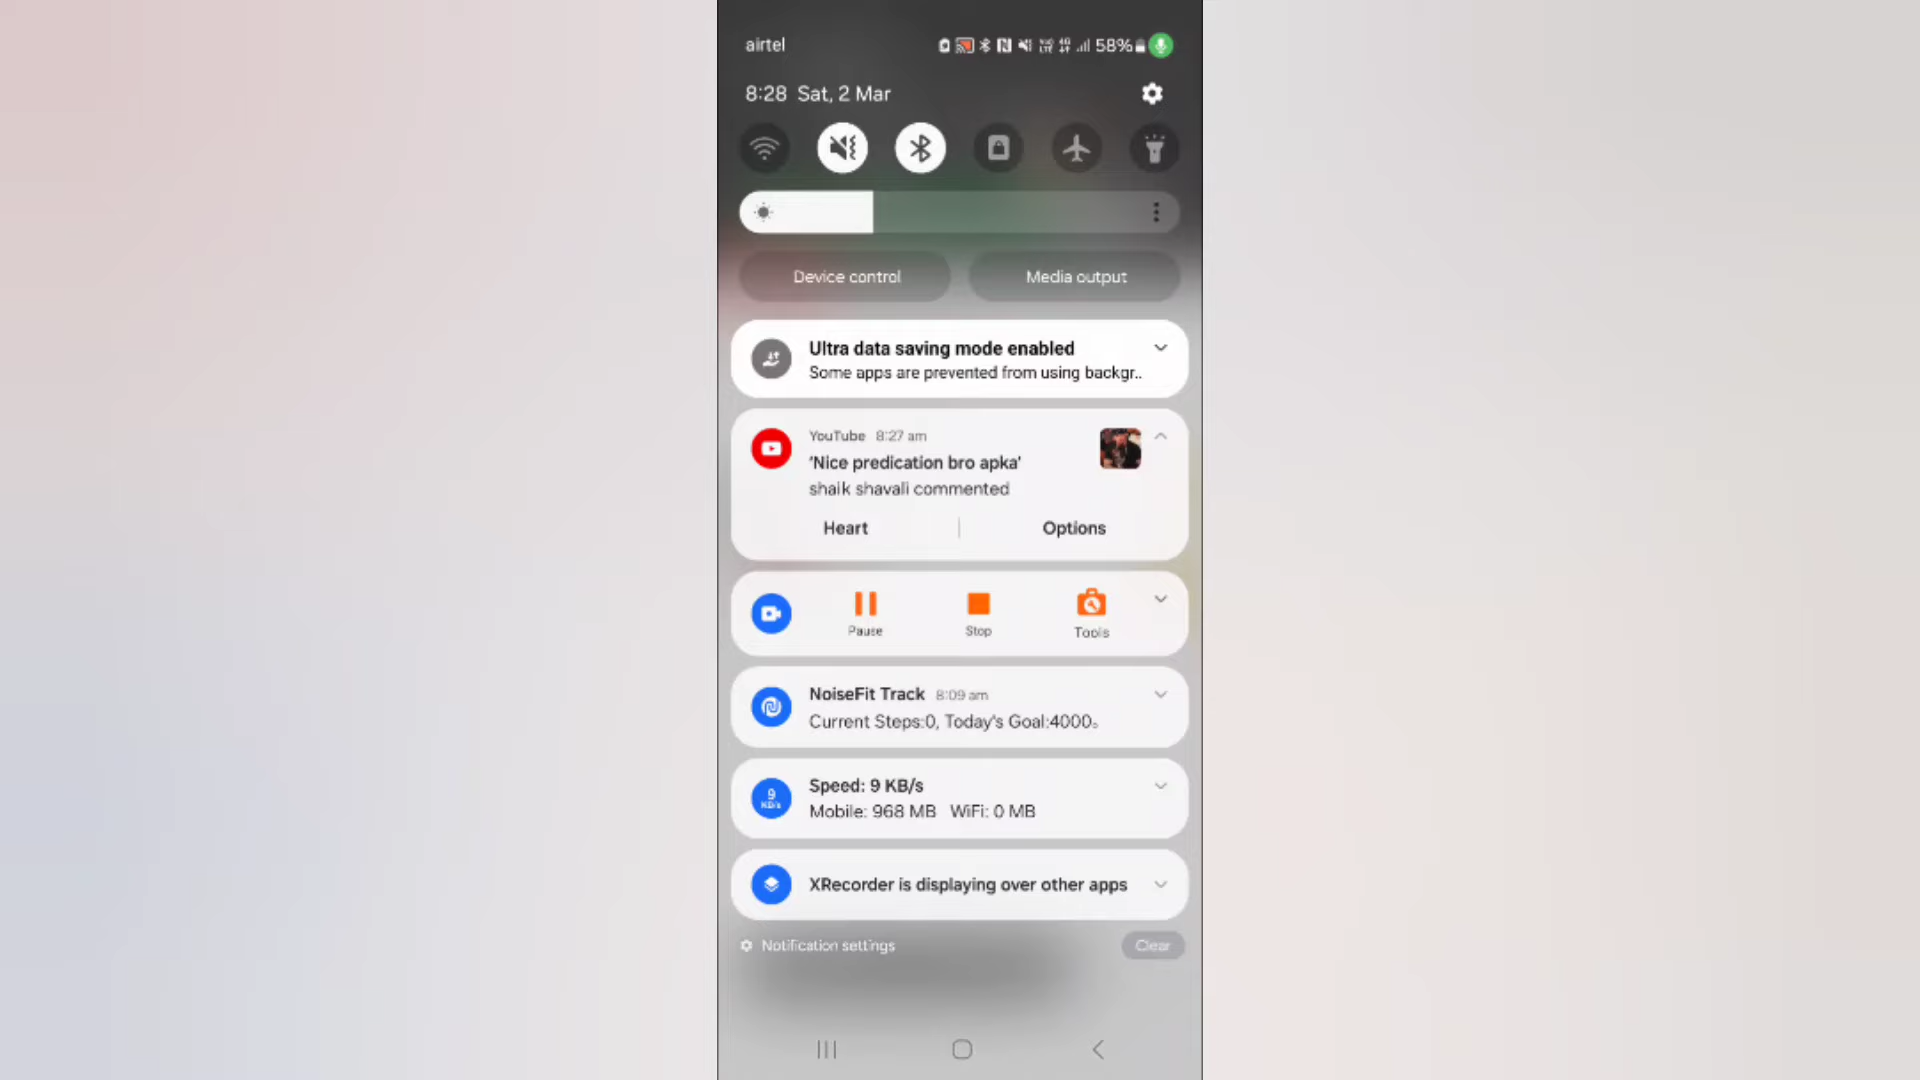 airtel
58%
8:28 Sat, 2 Mar
Device control
Media output
Ultra data saving mode enabled
Some apps are prevented from using backgr..
YouTube 8:27 am
'Nice predication bro apka'
shaik shavali commented
Heart
Options
Pause
Stop
Tools
NoiseFit Track 8:09 am
Current Steps:0, Today's Goal:4000。
9
KB/s
Speed: 9 KB/s
Mobile: 968 MB WiFi: 0 MB
XRecorder is displaying over other apps
Notification settings
Clear